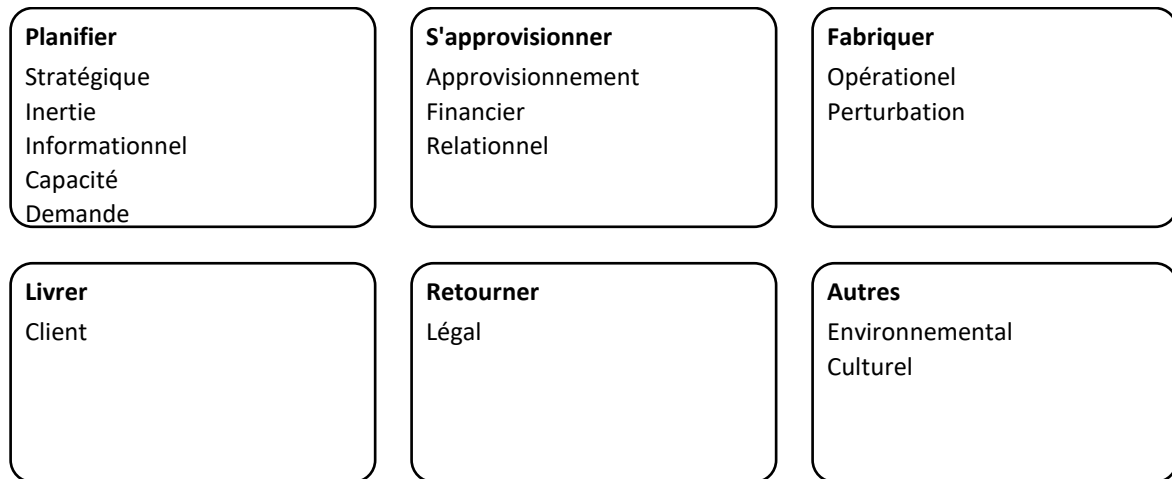 Planifier
Stratégique
Inertie
Informationnel
Capacité
Demande
S'approvisionner
Approvisionnement
Financier
Relationnel
Fabriquer
Opérationel
Perturbation
Livrer
Client
Retourner
Légal
Autres
Environnemental
Culturel